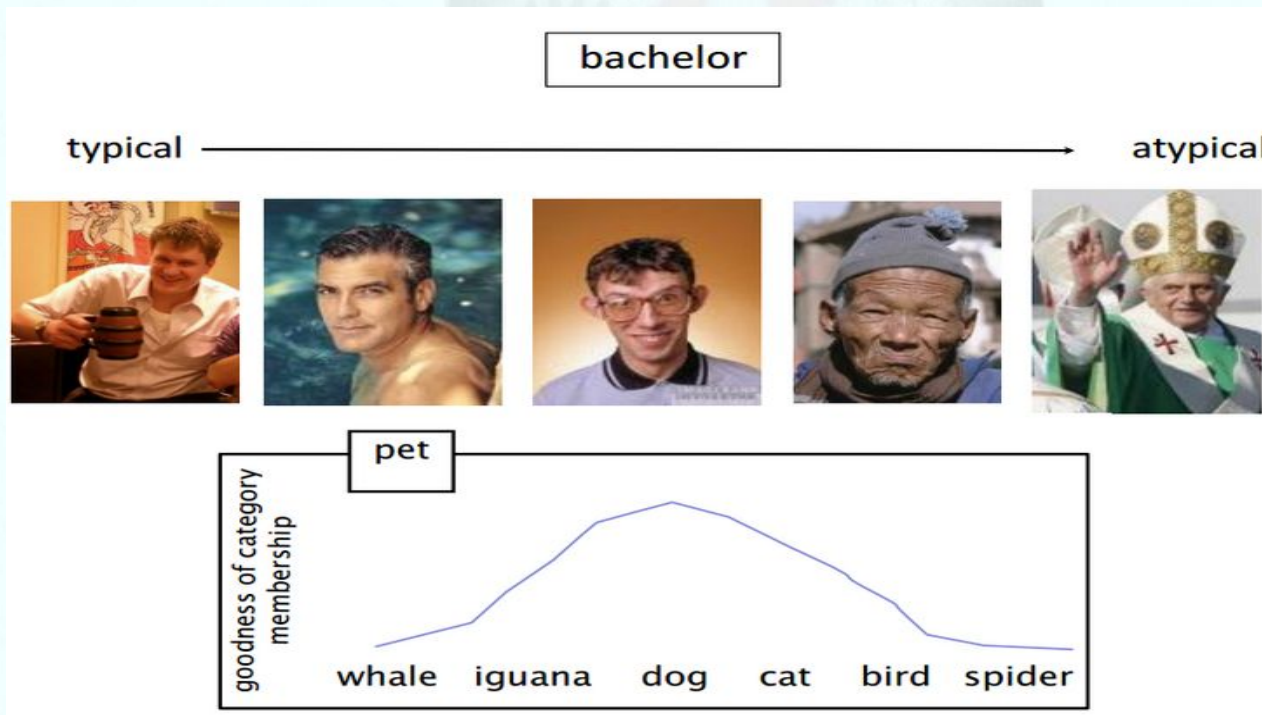 bachelor
typical
atypical
pet
goodness of category
membership
whale iguana dog cat bird spider